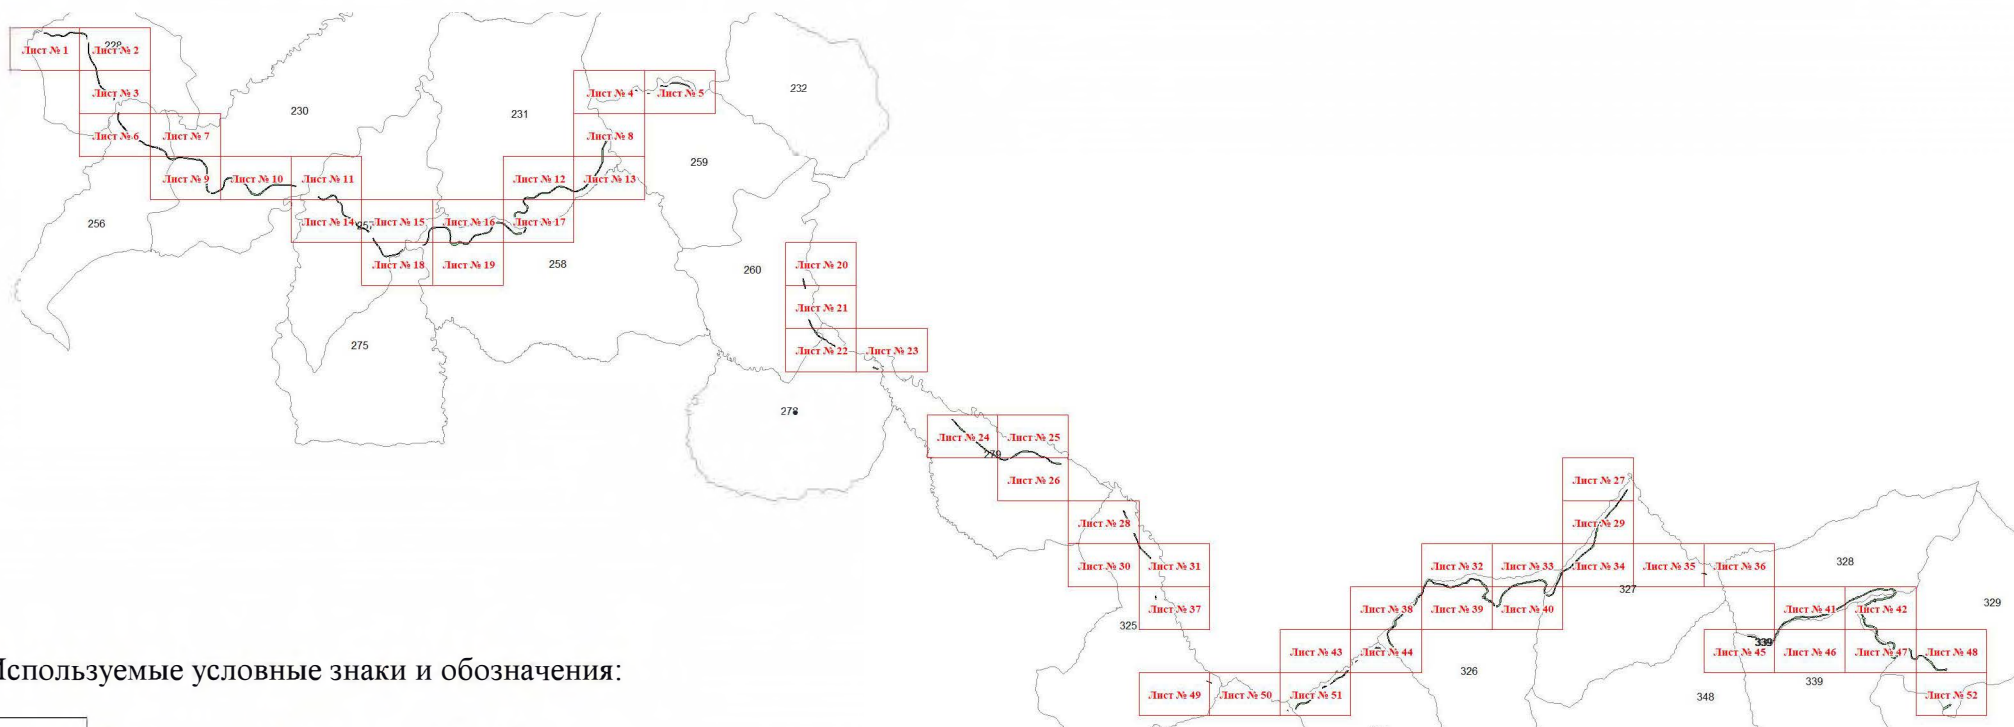 Лист № 1
228
Лист № 2
Лист № 3
Лист № 4
Лист № 5
232
230
231
Лист № 6
Лист № 7
Лист № 8
259
Лист № 9
Лист № 10
Лист № 11
Лист № 12
Лист № 13
256
Лист № 14
257
Лист № 15
Лист № 16
Лист № 17
Лист № 18
Лист № 19
258
260
Лист № 20
Лист № 21
275
Лист № 22
Лист № 23
278
Лист № 24
Лист № 25
279
Лист № 26
Лист № 27
Лист № 28
Лист № 29
Лист № 30
Лист № 31
Лист № 32
Лист № 33
Лист № 34
Лист № 35
Лист № 36
328
327
Лист № 37
Лист № 38
Лист № 39
Лист № 40
Лист № 41
Лист № 42
329
325
Лист № 43
Лист № 44
339
Лист № 45
Лист № 46
Лист № 47
Лист № 48
326
339
Лист № 49
Лист № 50
Лист № 51
348
Лист № 52
Используемые условные знаки и обозначения: